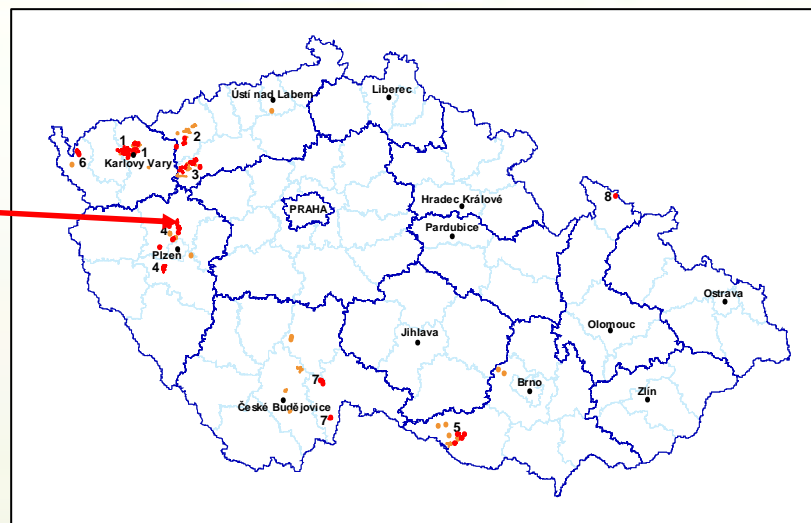 Liberec
Ústí nad Labem
2
1
1
Karlovy Vary
6
3
8
Hradec Králové
PRAHA
Pardubice
4
Plzeň
4
Ostrava
Olomouc
Jihlava
7
Brno
Zlín
České Budějovice
7
5